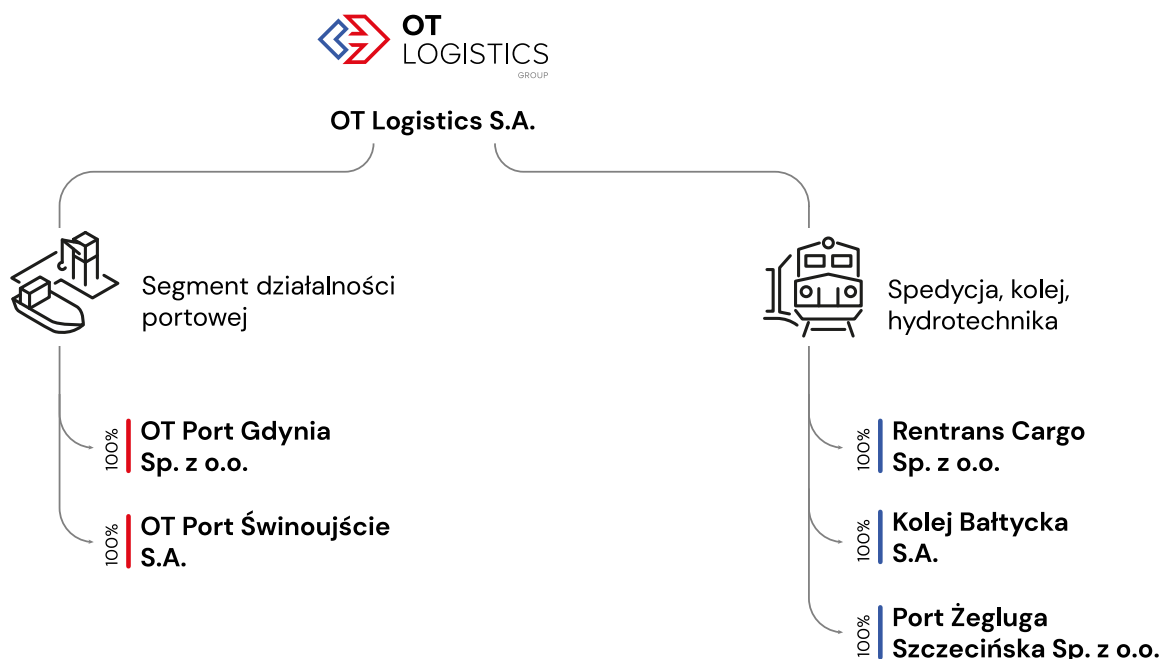 OT
LOGISTICS
GROUP
OT Logistics S.A.
Segment działalności
portowej
100%
OT Port Gdynia
Sp. z o.o.
100%
OT Port Świnoujście
S.A.
Spedycja, kolej,
hydrotechnika
100%
Rentrans Cargo
Sp. z o.o.
100%
Kolej Bałtycka
S.A.
100%
Port Żegluga
Szczecińska Sp. z o.o.